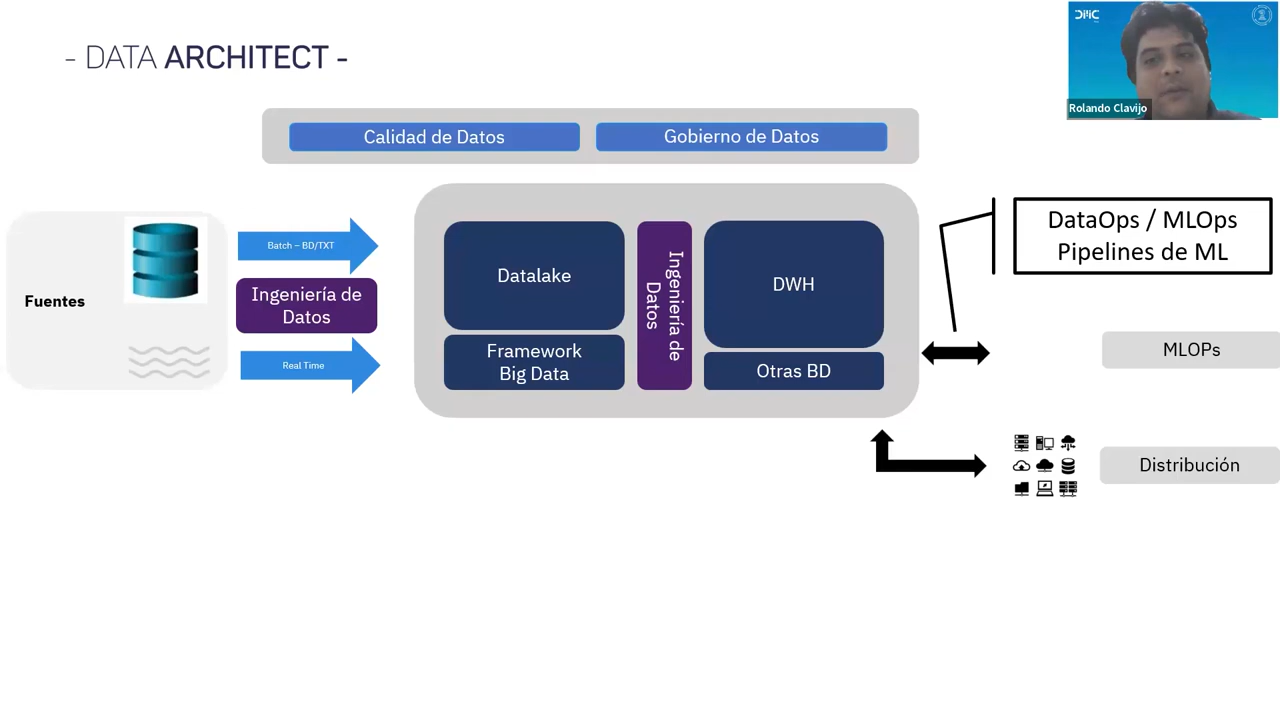 - DATA ARCHITECT -
DMC
Rolando Clavijo
Calidad de Datos
Gobierno de Datos
Fuentes
Batch – BD/TXT
Ingeniería de
Datos
Real Time
Datalake
Framework
Big Data
Ingeniería de
Datos
DWH
Otras BD
DataOps / MLOps
Pipelines de ML
MLOPs
Distribución